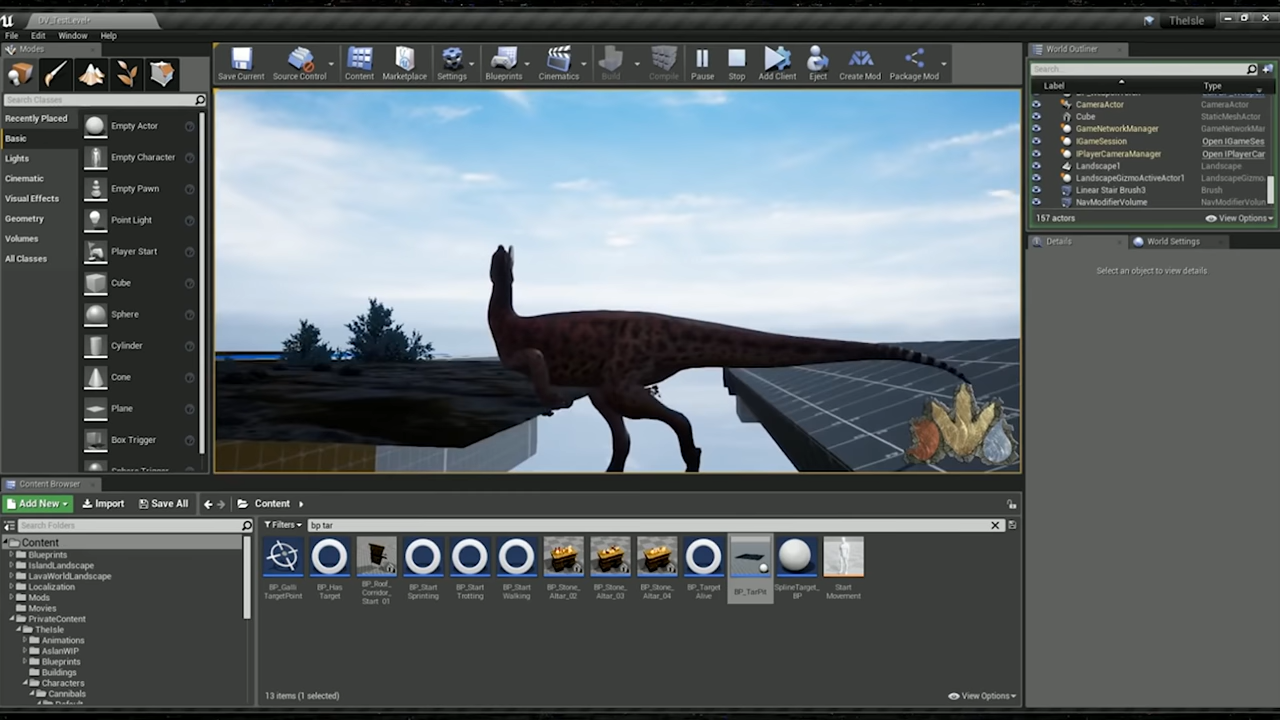 DV_TestLevel*
TheIsle
File Edit Window Help
Modes
Search Classes
Recently Placed
Basic
Lights
Cinematic
Visual Effects
Geometry
Volumes
All Classes
Empty Actor
Empty Character
Empty Pawn
Point Light
Player Start
Cube
Sphere
Cylinder
Cone
Plane
Box Trigger
Sphere Trigger
Save Current
Source Control
Content
Marketplace
Settings
Blueprints
Cinematics
Build
Compile
Pause
Stop
Add Client
Eject
Create Mod
Package Mod
World Outliner
Search...
Label Type
CameraActor CameraActor
Cube StaticMeshActor
GameNetworkManager GameNetworkMar
IGameSession Open IGameSes
IPlayerCameraManager Open IPlayerCar
Landscape1 Landscape
LandscapeGizmoActiveActor1 LandscapeGizmo
Linear Stair Brush3 Brush
NavModifierVolume NavModifierVolun
157 actors View Options
Details World Settings
Select an object to view details
Content Browser
Add New Import Save All Content
Search Folders
Filters bp tar
Content
Blueprints
IslandLandscape
LavaWorldLandscape
Localization
Mods
Movies
PrivateContent
TheIsle
Animations
AslanWIP
Blueprints
Buildings
Characters
Cannibals
Default
BP_Galli
TargetPoint
BP_Has
Target
BP_Roof_
Corridor_
Start_01
BP_Start
Sprinting
BP_Start
Trotting
BP_Start
Walking
BP_Stone_
Altar_02
BP_Stone_
Altar_03
BP_Stone_
Altar_04
BP_Target
Alive
BP_TarPit
SplineTarget_
BP
Start
Movement
13 items (1 selected)
View Options